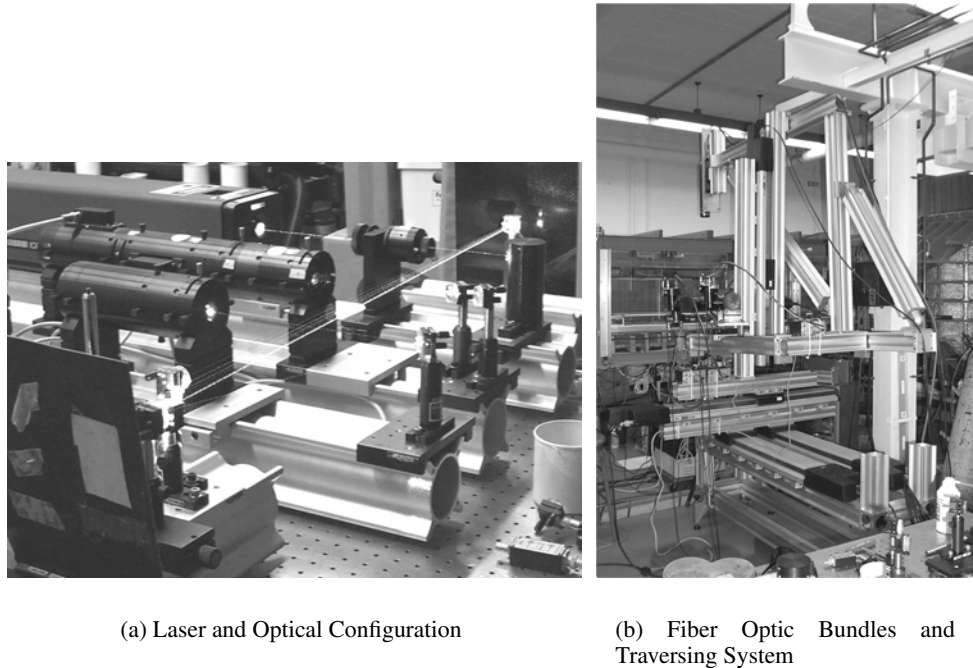 (a) Laser and Optical Configuration
(b) Fiber Optic Bundles and
Traversing System